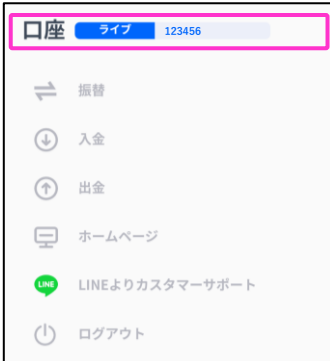 口座 ライブ 123456
振替
入金
出金
ホームページ
LINE LINEよりカスタマーサポート
ログアウト